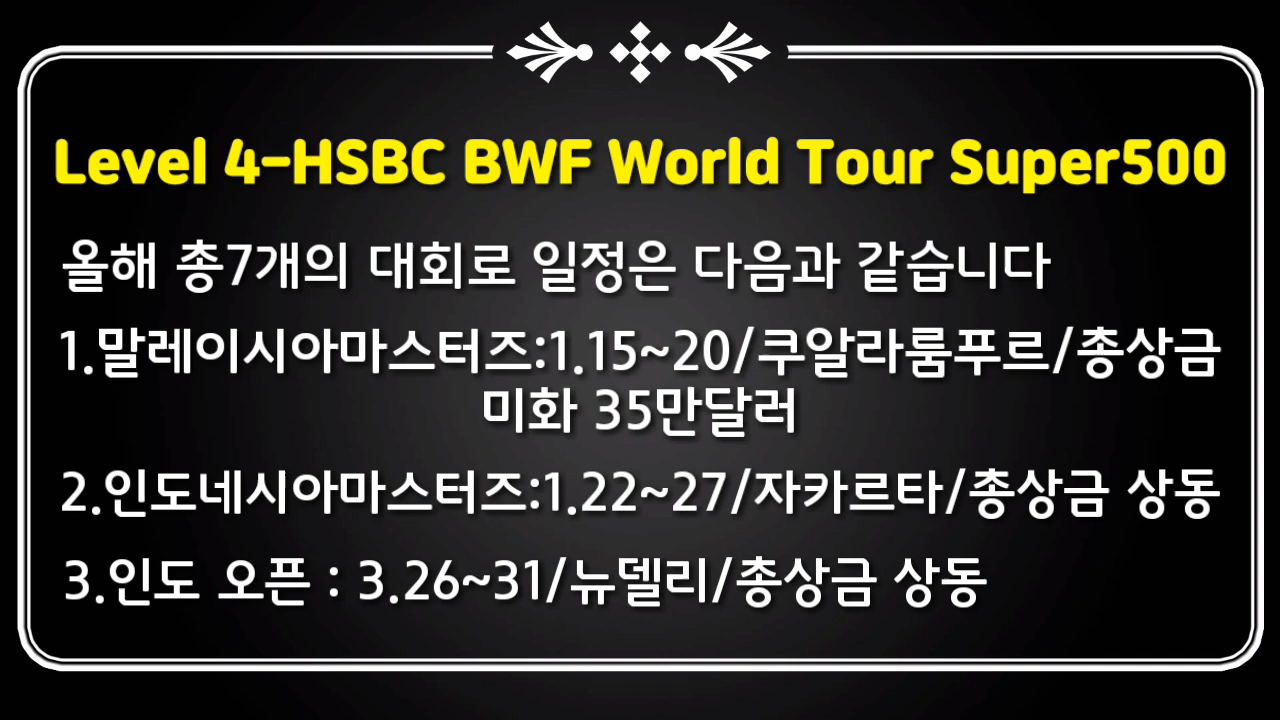 Level 4-HSBC BWF World Tour Super500
올해 총7개의 대회로 일정은 다음과 같습니다
1.말레이시아마스터즈:1.15~20/쿠알라룸푸르/총상금
미화 35만달러
2.인도네시아마스터즈:1.22~27/자카르타/총상금 상동
3.인도 오픈 : 3.26~31/뉴델리/총상금 상동